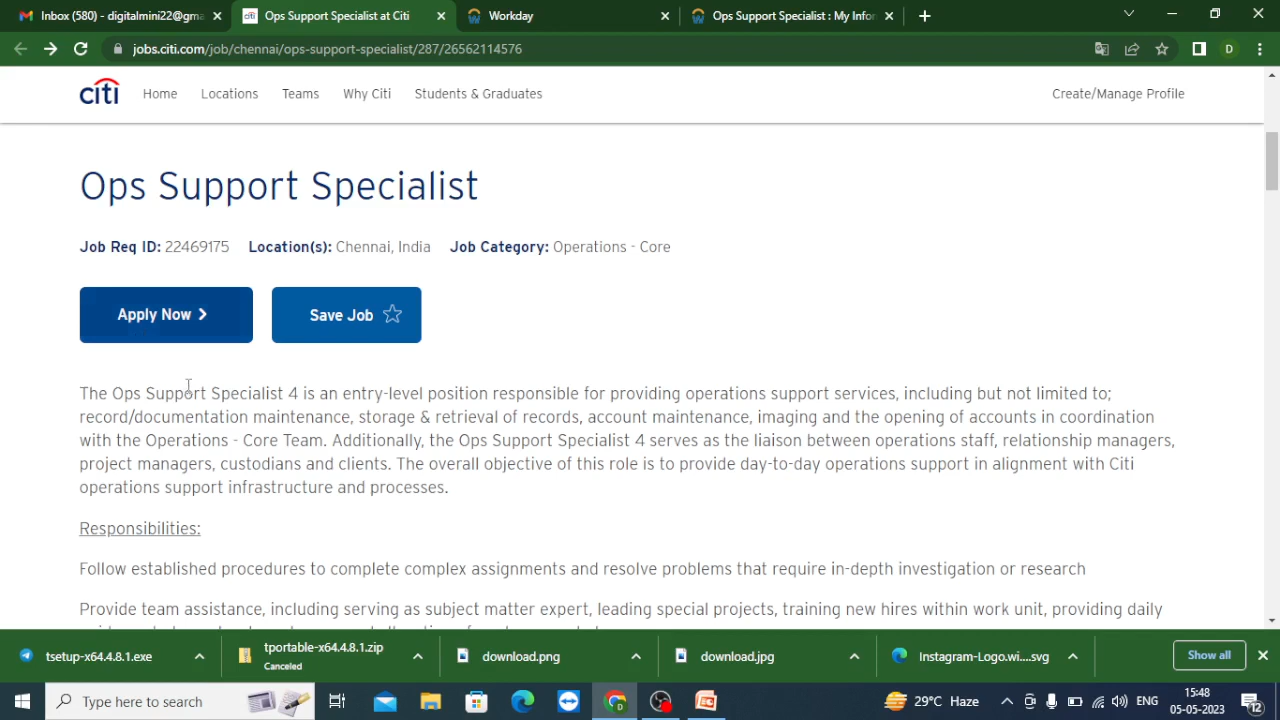 Inbox (580) - digitalmini22@gma
Ops Support Specialist at Citi
Workday
Ops Support Specialist : My Infor
jobs.citi.com/job/chennai/ops-support-specialist/287/26562114576
D
citi
Home
Locations
Teams
Why Citi
Students & Graduates
Create/Manage Profile
Ops Support Specialist
Job Req ID: 22469175 Location(s): Chennai, India Job Category: Operations - Core
Apply Now
Save Job
The Ops Support Specialist 4 is an entry-level position responsible for providing operations support services, including but not limited to;
record/documentation maintenance, storage & retrieval of records, account maintenance, imaging and the opening of accounts in coordination
with the Operations - Core Team. Additionally, the Ops Support Specialist 4 serves as the liaison between operations staff, relationship managers,
project managers, custodians and clients. The overall objective of this role is to provide day-to-day operations support in alignment with Citi
operations support infrastructure and processes.
Responsibilities:
Follow established procedures to complete complex assignments and resolve problems that require in-depth investigation or research
Provide team assistance, including serving as subject matter expert, leading special projects, training new hires within work unit, providing daily
tsetup-x64.4.8.1.exe
tportable-x64.4.8.1.zip
Canceled
download.png
download.jpg
Instagram-Logo.wi....svg
Show all
Type here to search
29°C Haze
ENG
15:48
05-05-2023
12